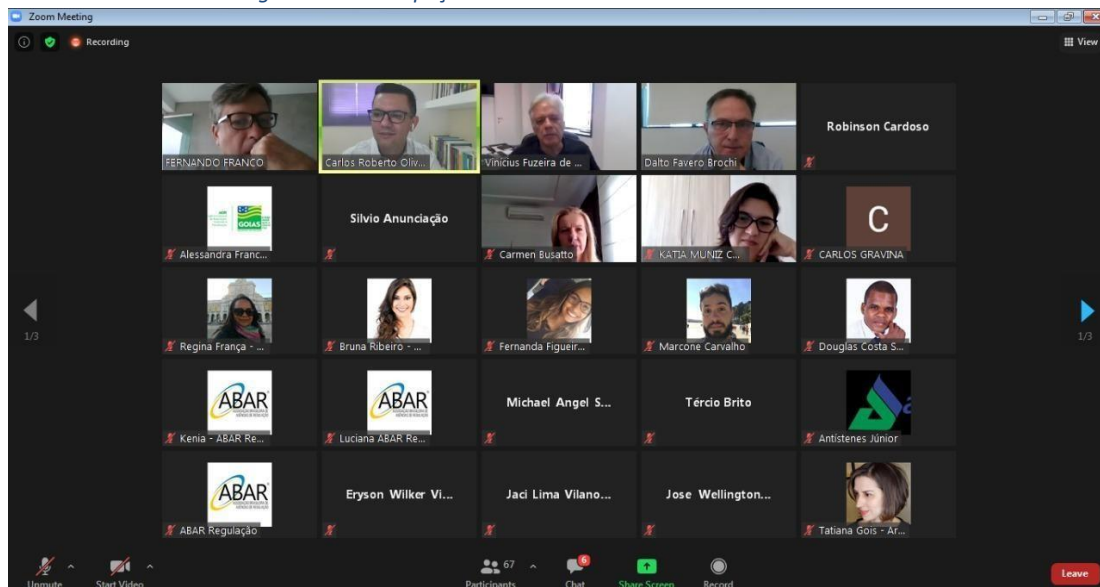 Zoom Meeting
Recording
View
FERNANDO FRANCO
Carlos Roberto Oliv...
Vinicius Fuzeira de ...
Dalto Favero Brochi
Robinson Cardoso
GOIÁS
Alessandra Franc...
Silvio Anunciação
Carmen Busatto
KATIA MUNIZ C...
C
CARLOS GRAVINA
Regina França - ...
Bruna Ribeiro - ...
Fernanda Figueir...
Marcone Carvalho
Douglas Costa S...
1/3
1/3
ABAR
Kenia - ABAR Re...
ABAR
Luciana ABAR Re...
Michael Angel S...
Tércio Brito
Antístenes Júnior
ABAR
ABAR Regulação
Eryson Wilker Vi...
Jaci Lima Vilano...
Jose Wellington...
Tatiana Gois - Ar...
Unmute
Start Video
67
Participants
6
Chat
Share Screen
Record
Leave